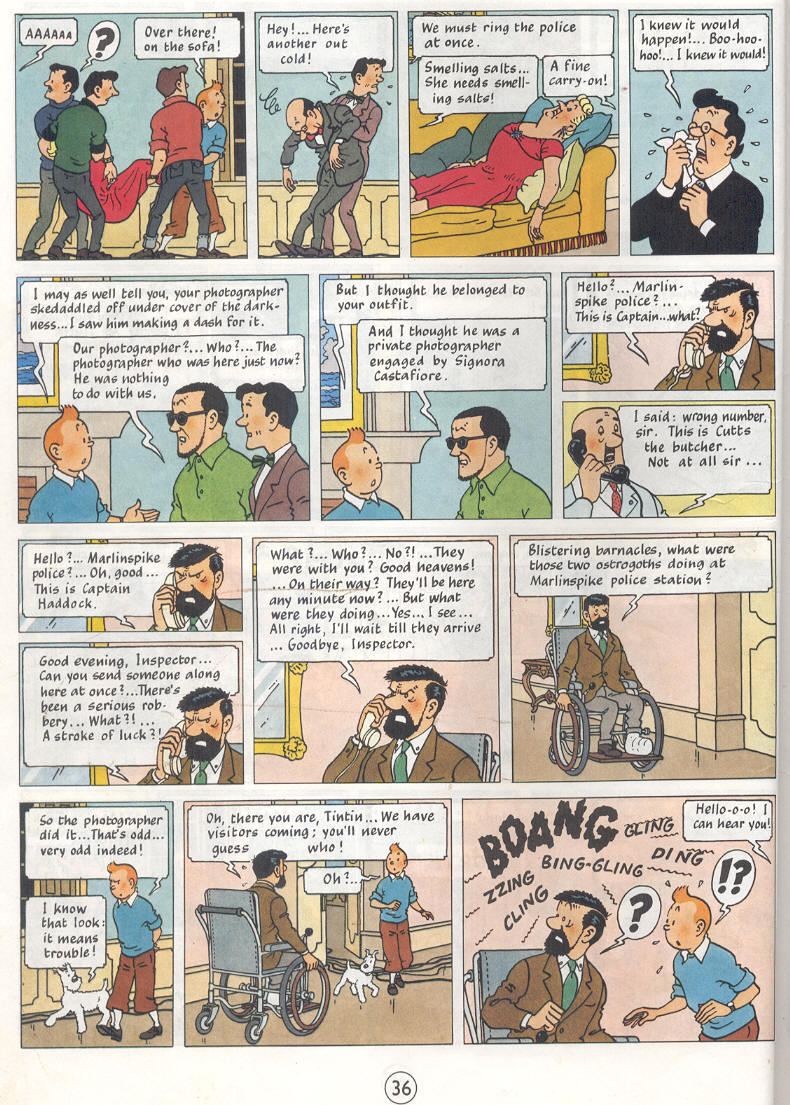 AAAAAA
?
Over there!
on the sofa!
Hey!... Here's
another out
cold!
We must ring the police
at once.
Smelling salts...
She needs smell-
ing salts!
A fine
carry-on!
I knew it would
happen!... Boo-hoo-
hoo!... I knew it would!
I may as well tell you, your photographer
skedaddled off under cover of the dark-
ness... I saw him making a dash for it.
Our photographer?... Who?... The
photographer who was here just now?
He was nothing
to do with us.
But I thought he belonged to
your outfit.
And I thought he was a
private photographer
engaged by Signora
Castafiore.
Hello?... Marlin-
spike police?...
This is Captain...what?
I said: wrong number,
sir. This is Cutts
the butcher...
Not at all sir...
Hello?... Marlinspike
police?... Oh, good...
This is Captain
Haddock.
Good evening, Inspector...
Can you send someone along
here at once?...There's
been a serious rob-
bery... What?!...
A stroke of luck?!
What?... Who?... No?!...They
were with you? Good heavens!
...On their way? They'll be here
any minute now?... But what
were they doing...Yes... I see...
All right, I'll wait till they arrive
... Goodbye, Inspector.
Blistering barnacles, what were
those two ostrogoths doing at
Marlinspike police station?
So the photographer
did it...That's odd...
very odd indeed!
I know
that look:
it means
trouble!
Oh, there you are, Tintin... We have
visitors coming: you'll never
guess who!
Oh?..
BOANG
GLING
DING
BING-GLING
ZZING
CLING
?
!?
Hello-o-o! I
can hear you!
36